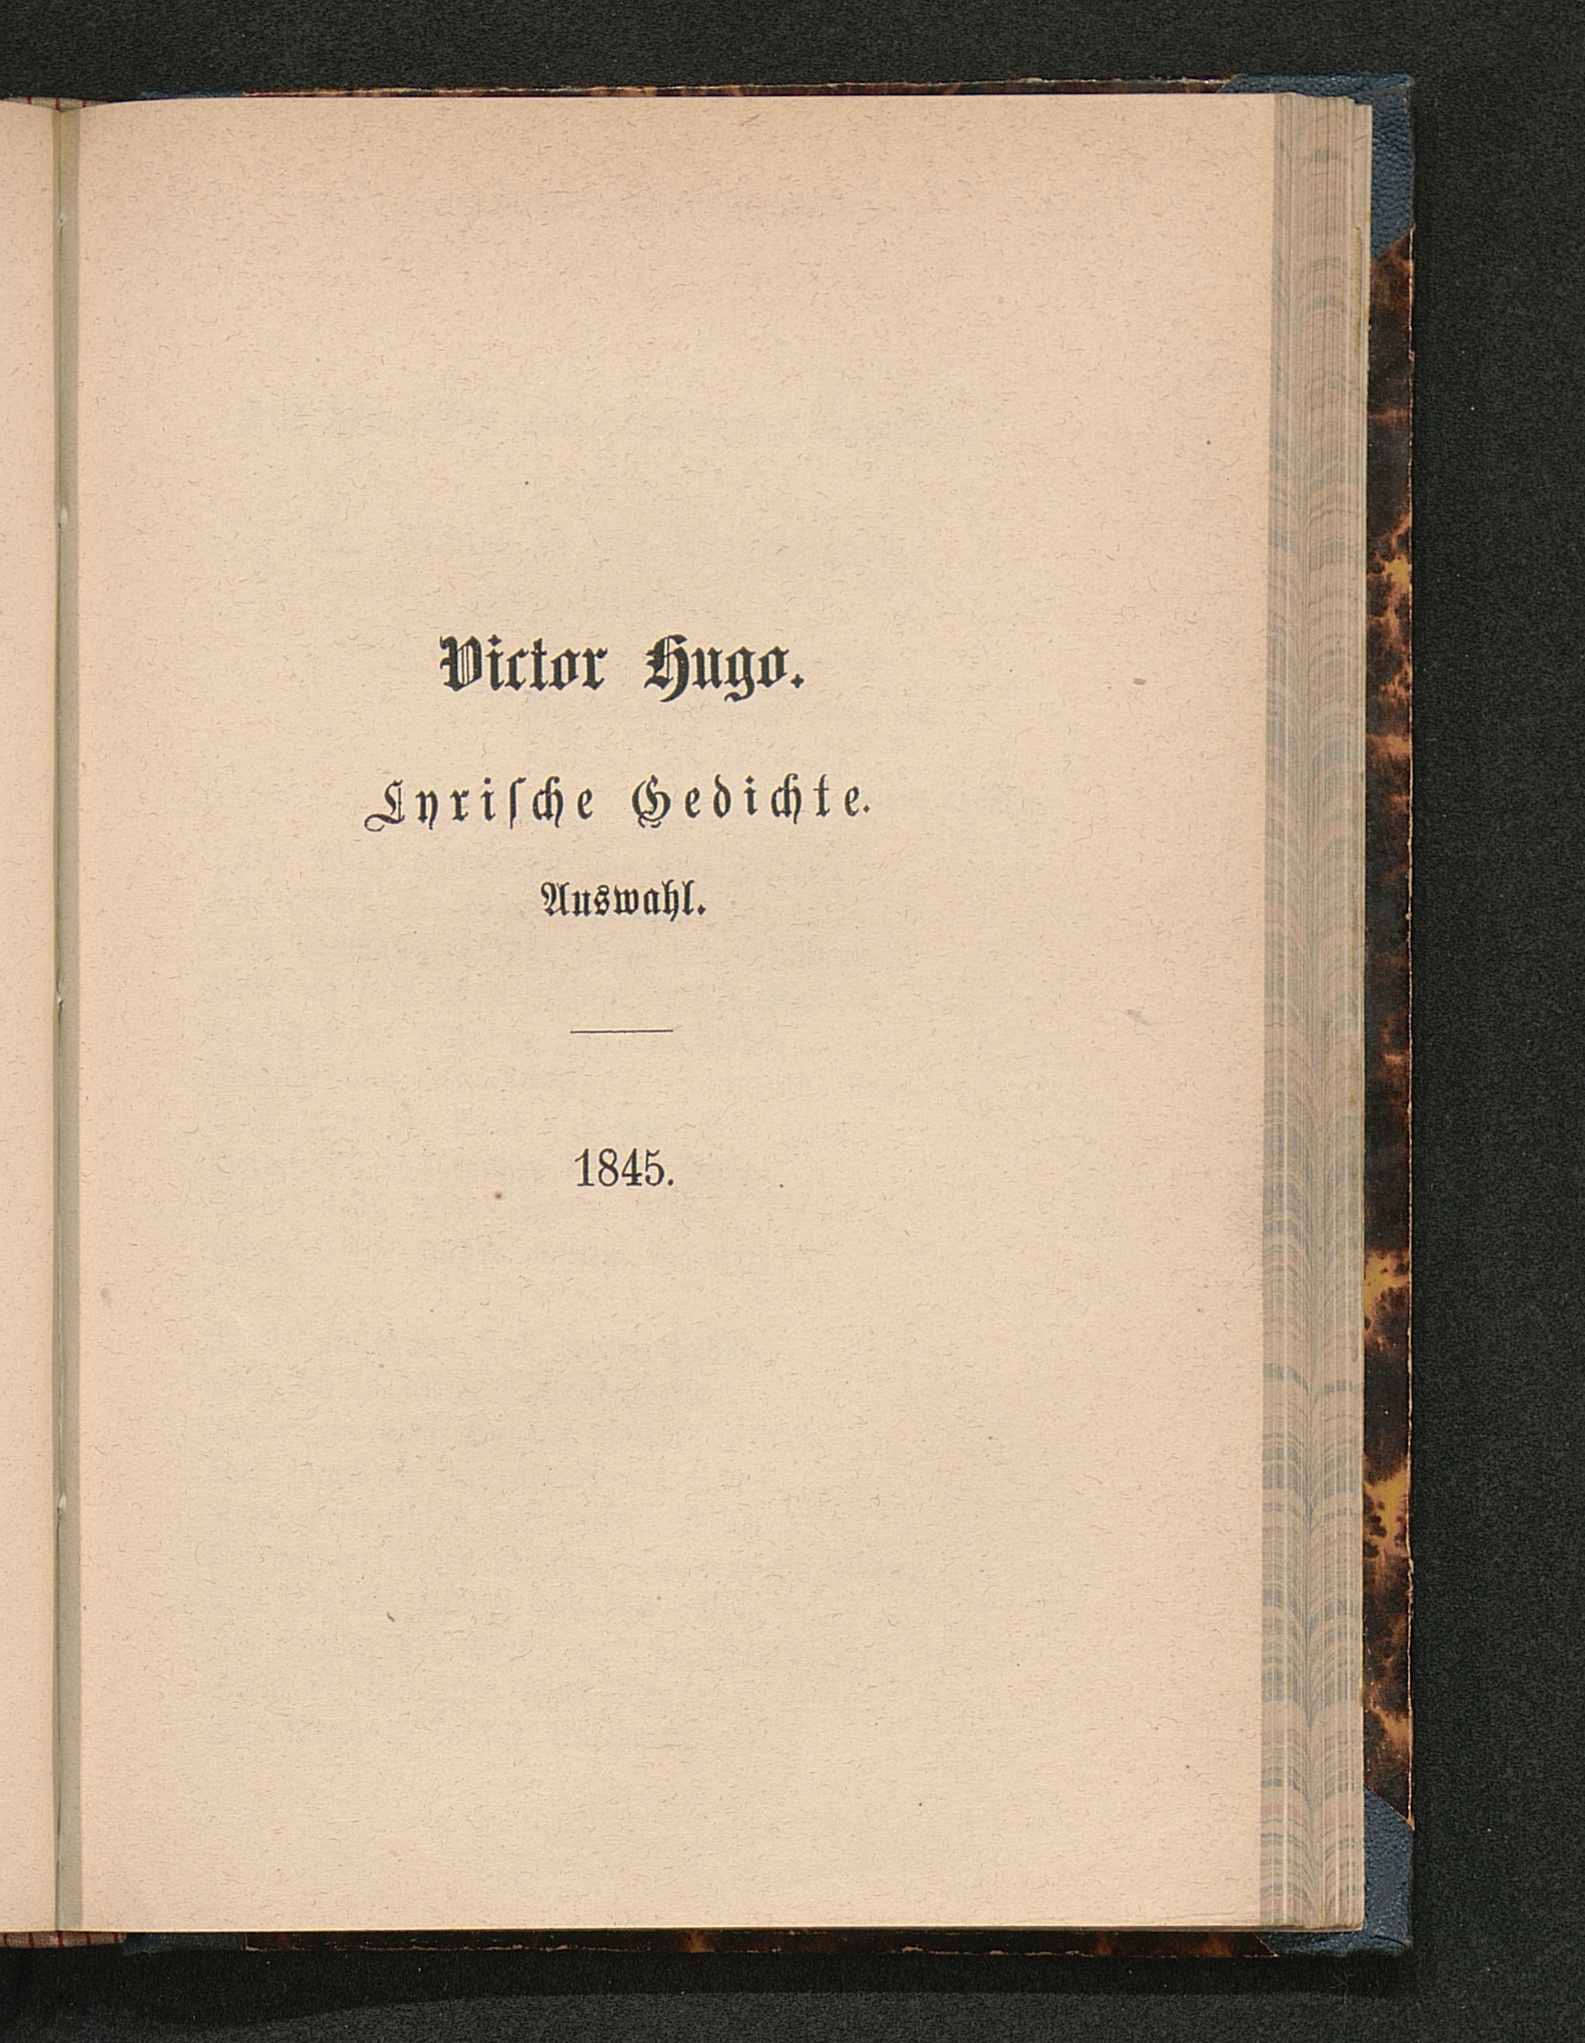 Victor Hugo.
Lyriſche Gedichte.
Auswahl.
1845.